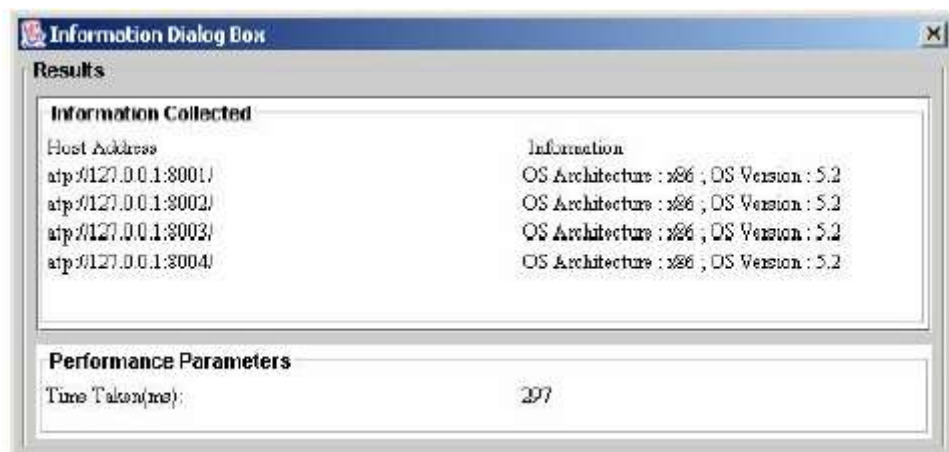 Information Dialog Box
Results
Information Collected
Host Address Information
atp://127.0.0.1:8001/ OS Architecture : x86 ; OS Version : 5.2
atp://127.0.0.1:8002/ OS Architecture : x86 ; OS Version : 5.2
atp://127.0.0.1:8003/ OS Architecture : x86 ; OS Version : 5.2
atp://127.0.0.1:8004/ OS Architecture : x86 ; OS Version : 5.2
Performance Parameters
Time Taken(ms): 297